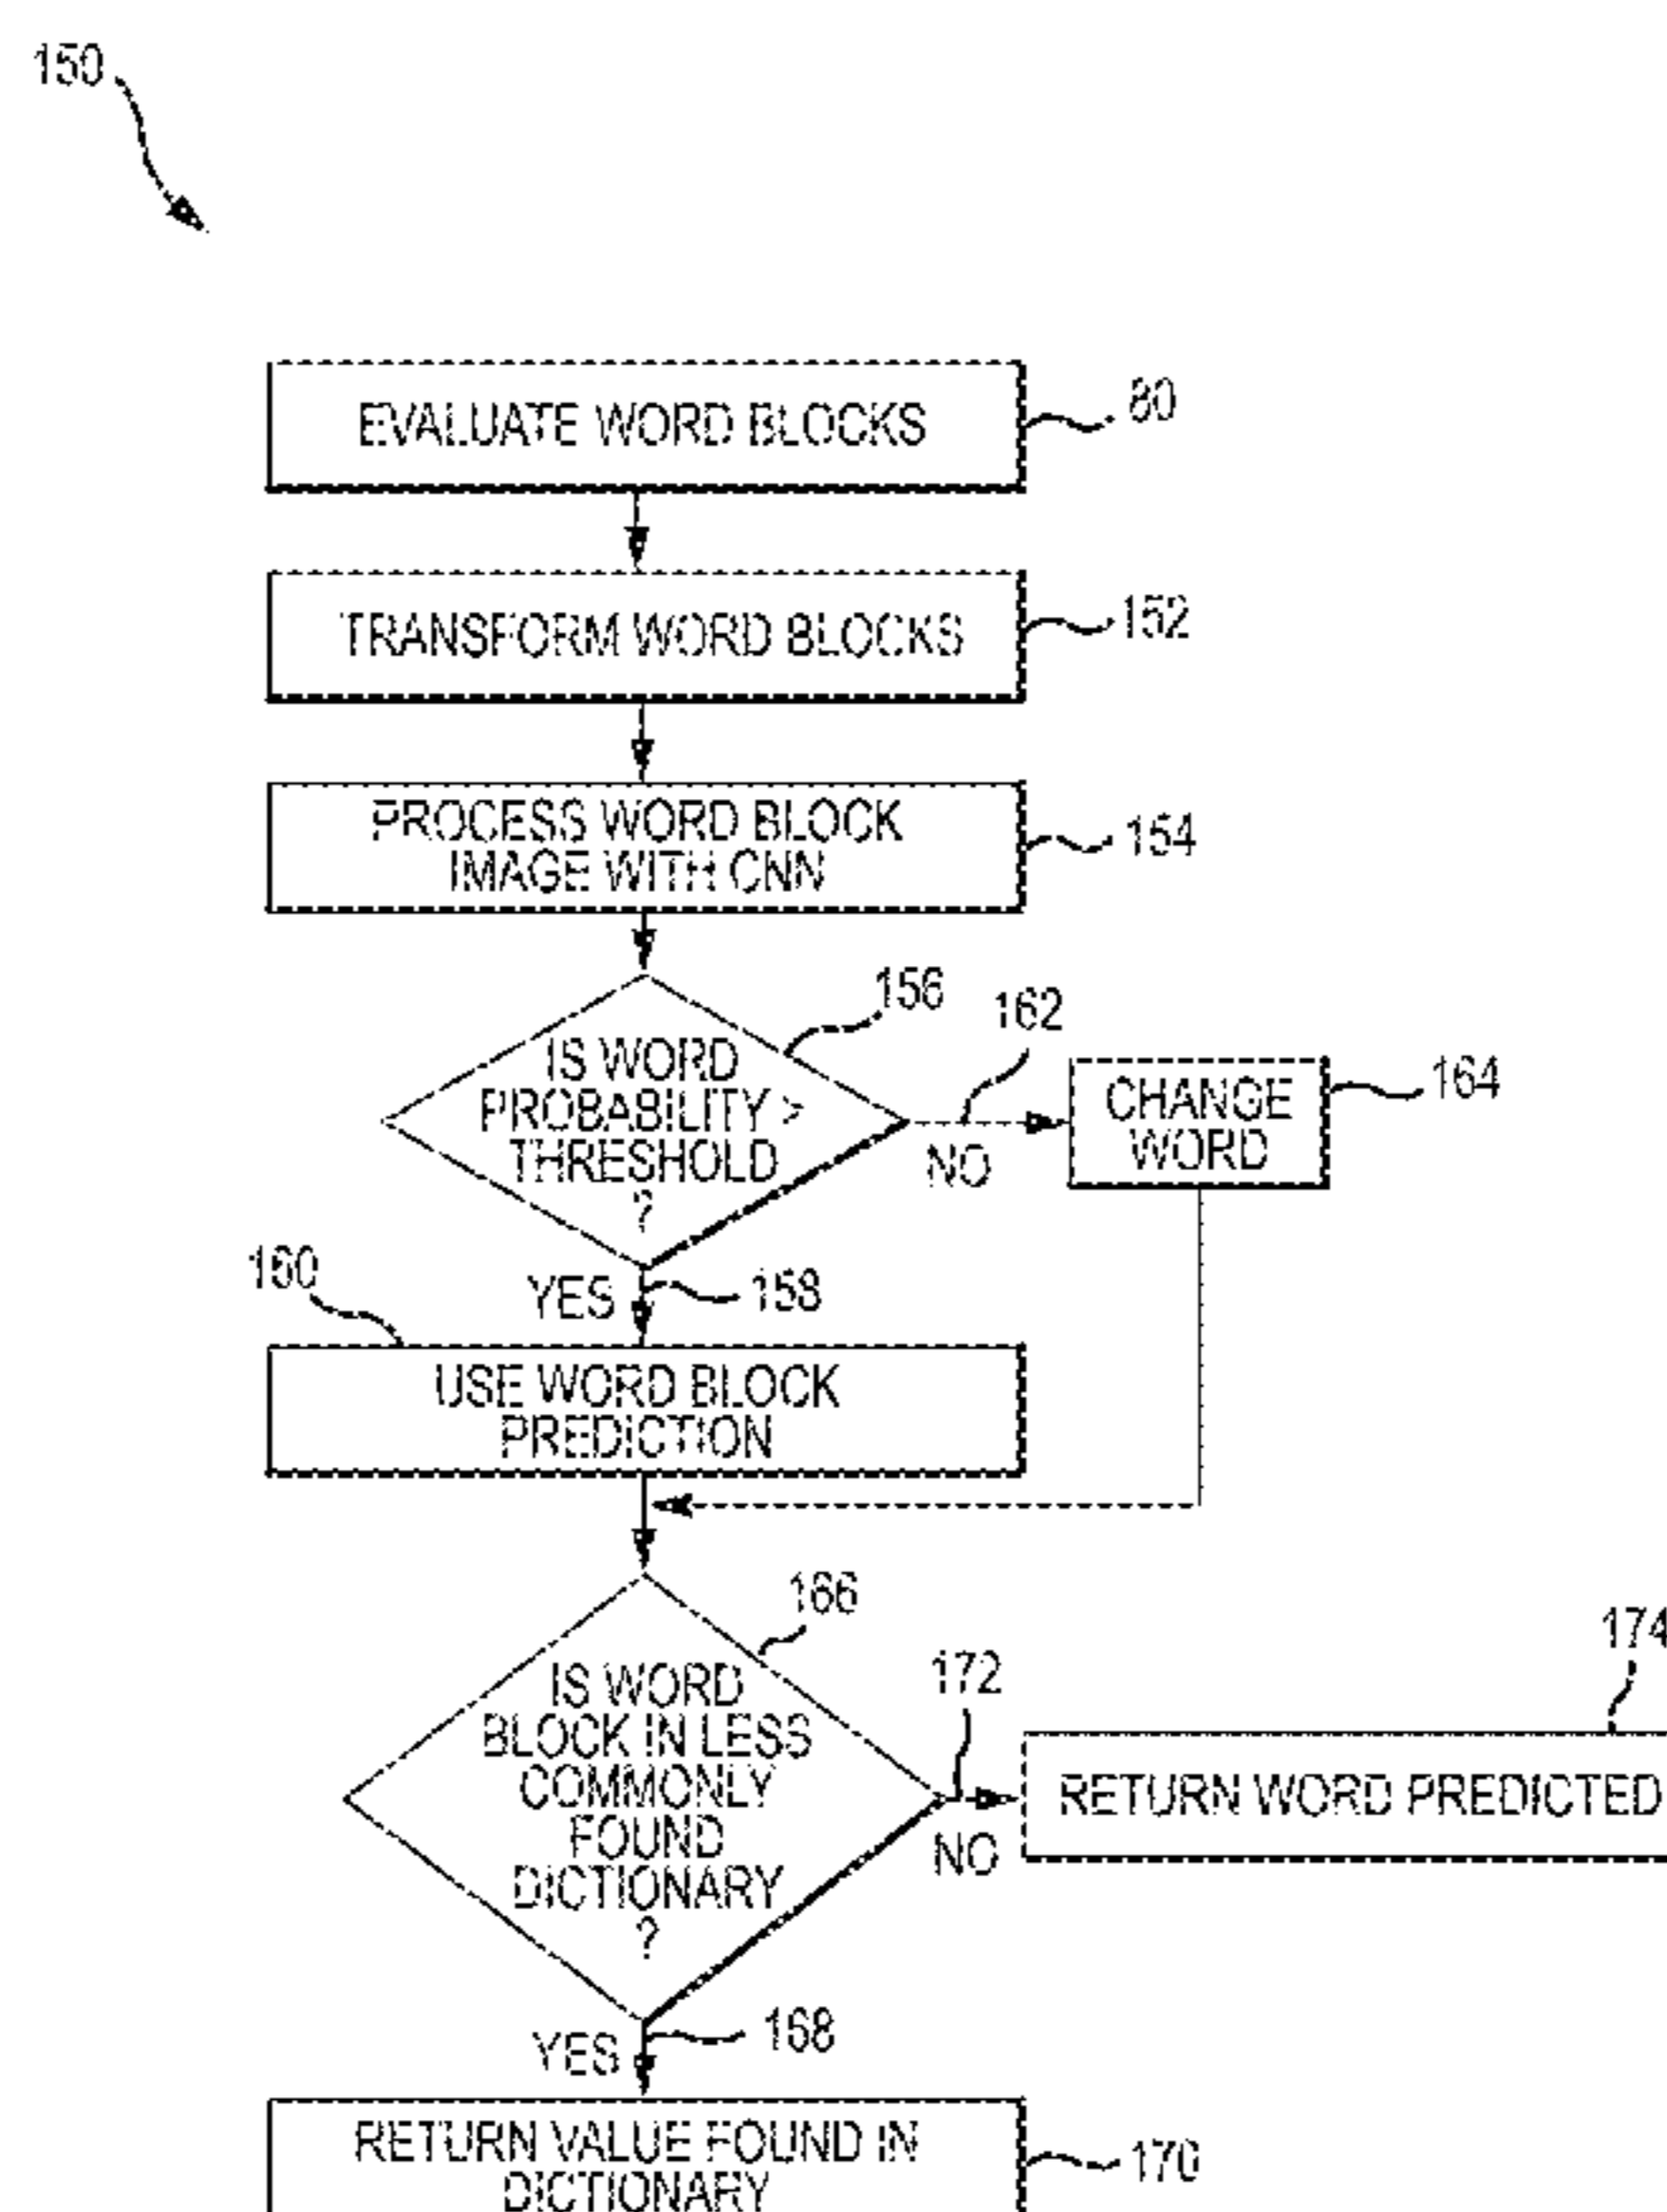 150
EVALUATE WORD BLOCKS
80
TRANSFORM WORD BLOCKS
152
PROCESS WORD BLOCK
IMAGE WITH CNN
154
156
162
IS WORD
PROBABILITY >
THRESHOLD
?
NO
CHANGE
WORD
164
160
YES
158
USE WORD BLOCK
PREDICTION
166
172
174
IS WORD
BLOCK IN LESS
COMMONLY
FOUND
DICTIONARY
?
NO
RETURN WORD PREDICTED
YES
168
RETURN VALUE FOUND IN
DICTIONARY
170